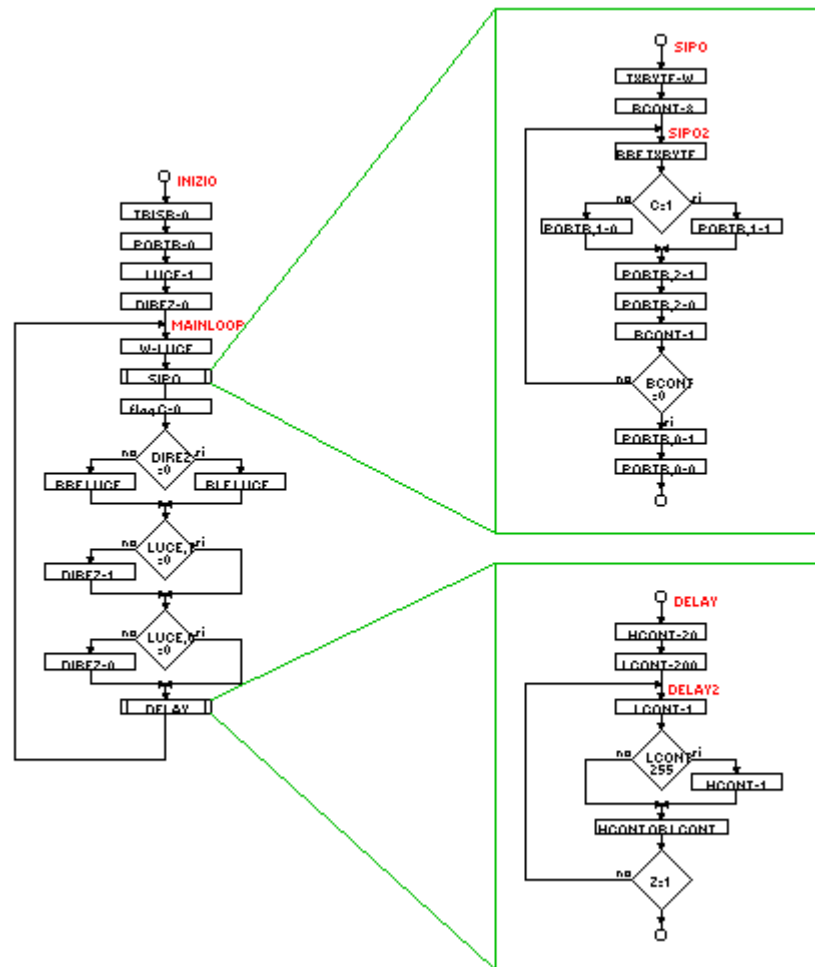 INIZIO
TRISB-0
PORTB-0
LUCE-1
DIREZ-0
MAINLOOP
W-LUCE
SIPO
flagC=0
no
DIREZ
=0
si
RRF LUCE
RLF LUCE
no
LUCE,
=0
si
DIREZ-1
no
LUCE,
=0
si
DIREZ-0
DELAY
SIPO
TXBYTE-W
BCONT-8
SIPO2
RRF TXBYTE
no
C=1
si
PORTB,1-0
PORTB,1-1
PORTB,2-1
PORTB,2-0
BCONT-1
no
BCONT
=0
si
PORTB,0-1
PORTB,0-0
DELAY
HCONT-20
LCONT-200
DELAY2
LCONT-1
no
LCONT
255
si
HCONT-1
HCONT OR LCONT
no
Z=1